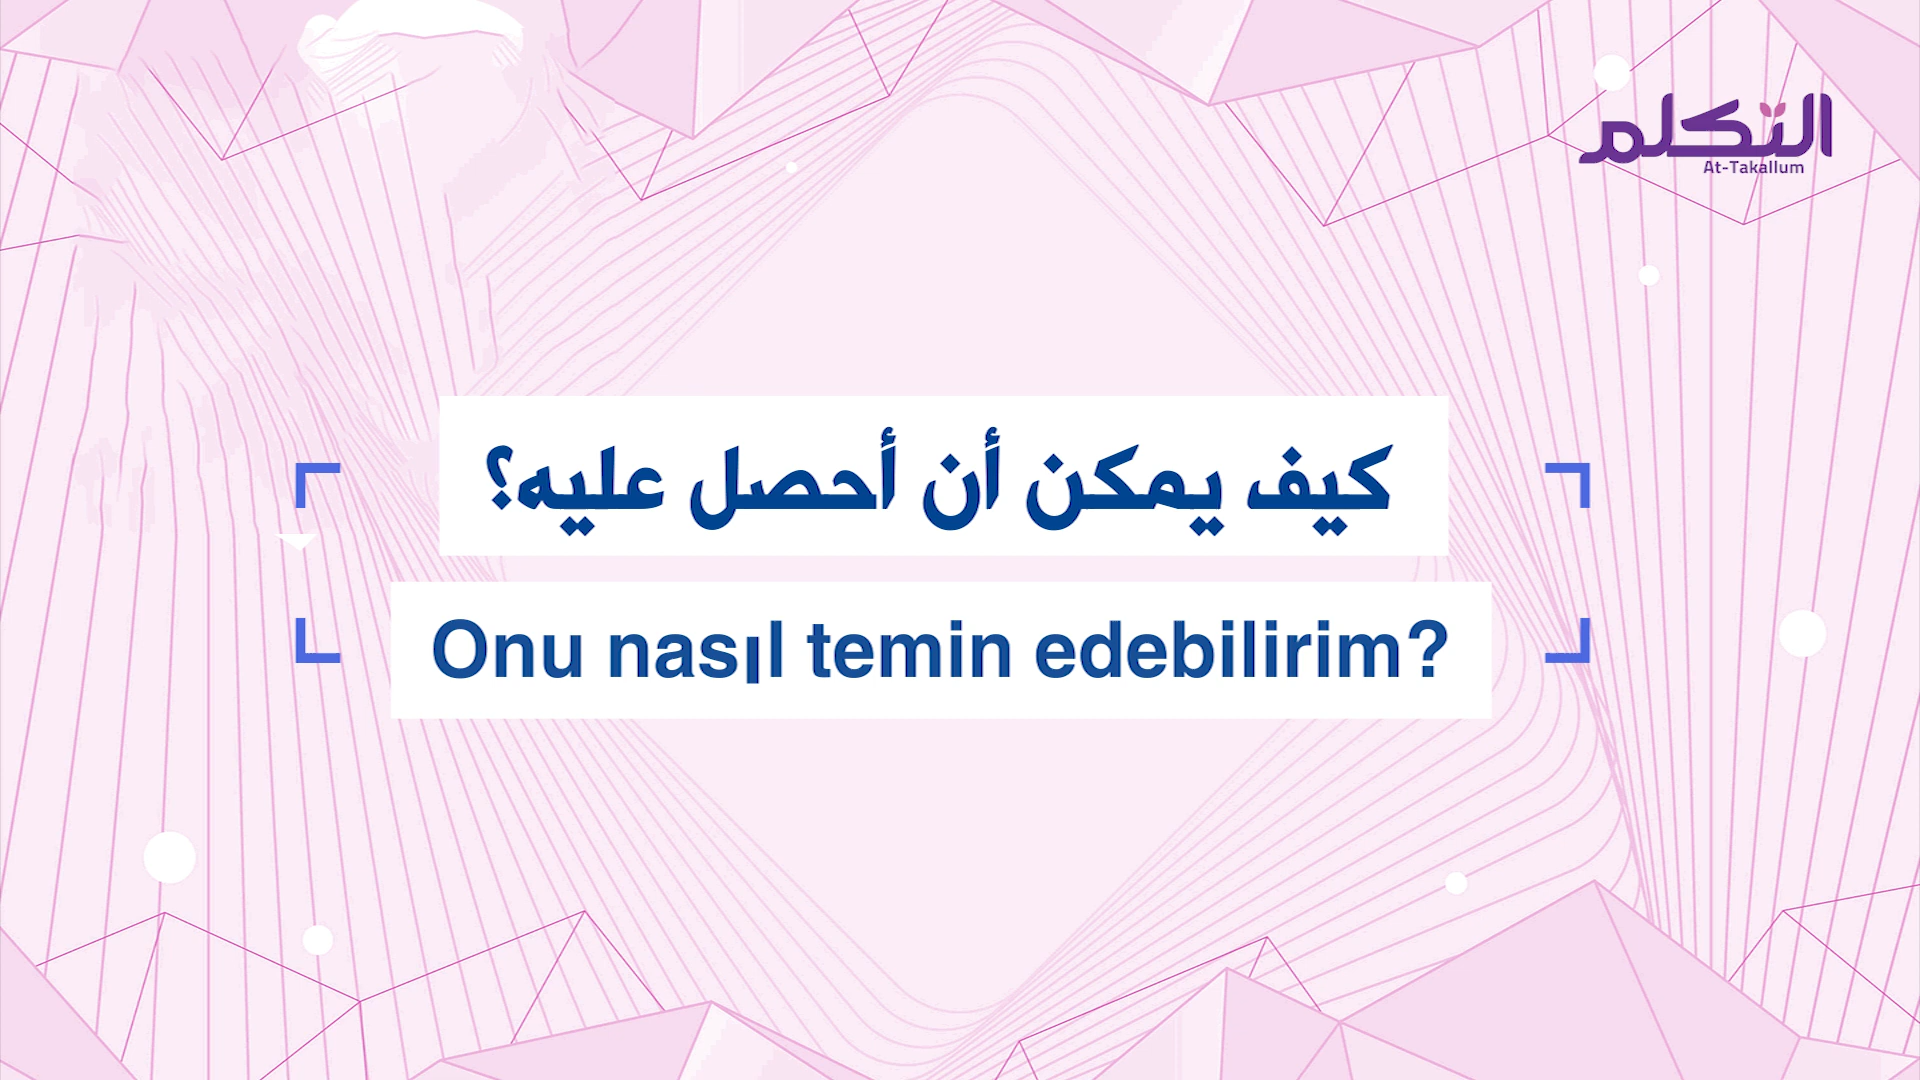 التكلم
At-Takallum
كيف يمكن أن أحصل عليه؟
Onu nasıl temin edebilirim?